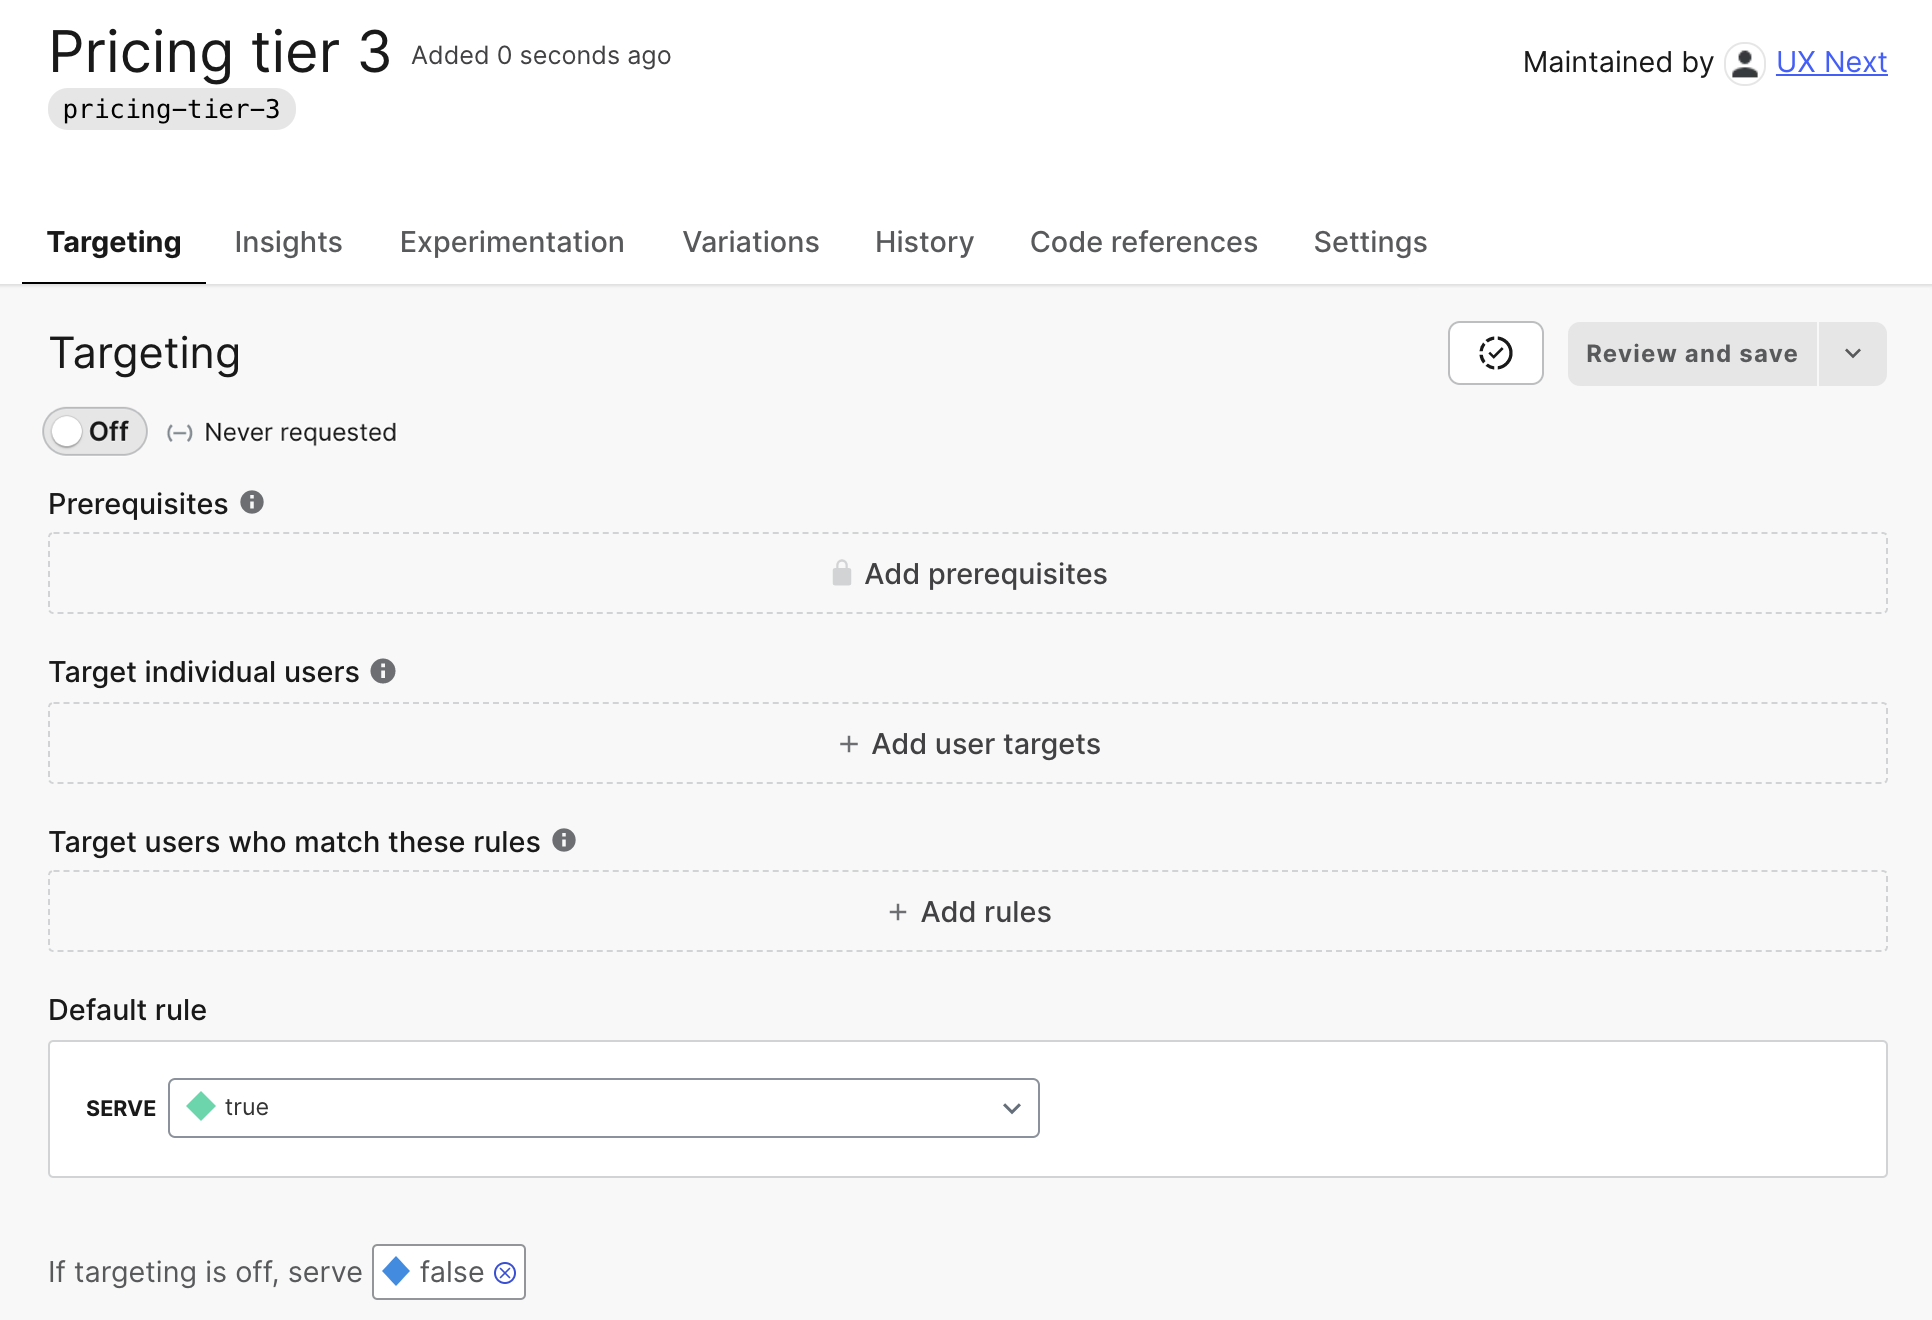 Pricing tier 3 Added 0 seconds ago
Maintained by UX Next
pricing-tier-3
Targeting Insights Experimentation Variations History Code references Settings
Targeting
Review and save
Off Never requested
Prerequisites
Add prerequisites
Target individual users
+ Add user targets
Target users who match these rules
+ Add rules
Default rule
SERVE true
If targeting is off, serve false